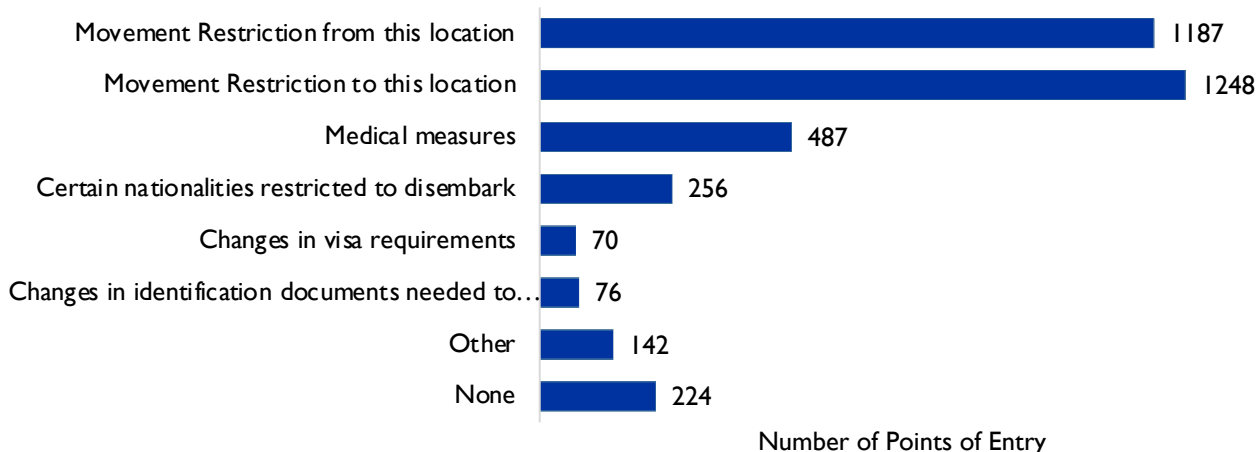 Movement Restriction from this location 1187
Movement Restriction to this location 1248
Medical measures 487
Certain nationalities restricted to disembark 256
Changes in visa requirements 70
Changes in identification documents needed to… 76
Other 142
None 224
Number of Points of Entry